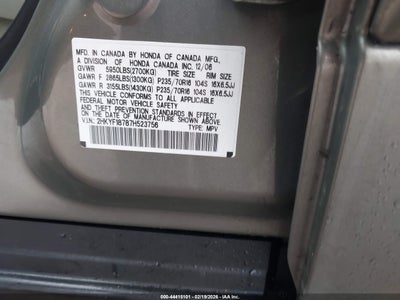 MFD. IN CANADA BY HONDA OF CANADA MFG.,
A DIVISION OF HONDA CANADA INC. 12/06
GVWR 5950LBS(2700KG) TIRE SIZE RIM SIZE
GAWR F 2865LBS(1300KG) P235/70R16 104S 16X6.5JJ
GAWR R 3155LBS(1430KG) P235/70R16 104S 16X6.5JJ
THIS VEHICLE CONFORMS TO ALL APPLICABLE
FEDERAL MOTOR VEHICLE SAFETY AND
THEFT PREVENTION STANDARDS IN EFFECT ON
THE DATE OF MANUFACTURE SHOWN ABOVE.
V.I.N.: 2HKYF18787H523756 TYPE: MPV
000-44415101 - 02/19/2026 - IAA Inc.